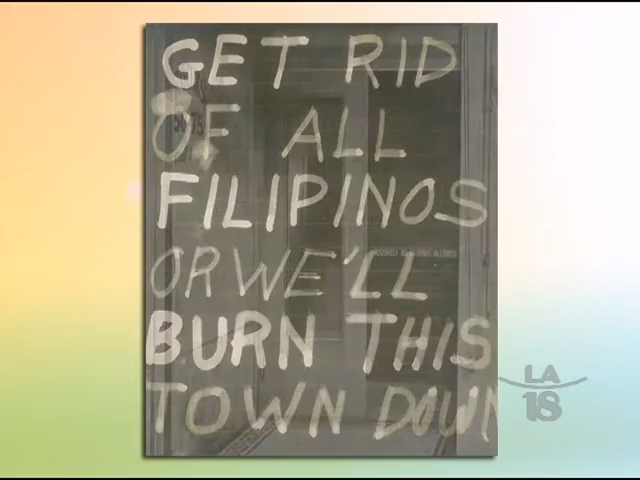 GET RID
OF ALL
FILIPINOS
OR WE'LL
BURN THIS
TOWN DOWN
LA
18